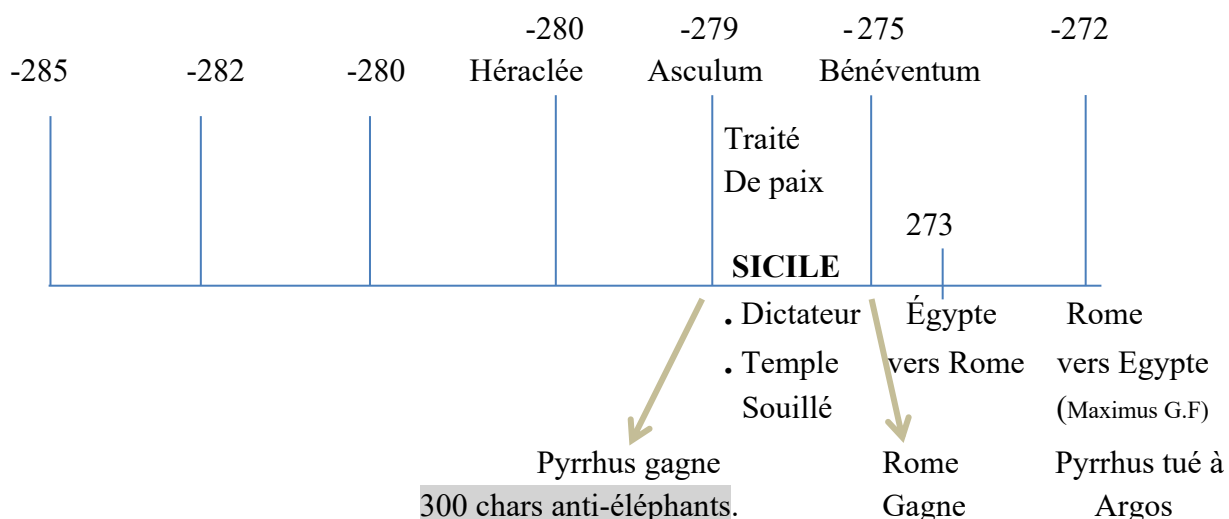 -280 -279 -275 -272
-285 -282 -280 Héraclée Asculum Bénéventum
Traité
De paix
273
SICILE
. Dictateur Égypte Rome
. Temple vers Rome vers Egypte
Souillé (Maximus G.F)
Pyrrhus gagne Rome Pyrrhus tué à
300 chars anti-éléphants. Gagne Argos